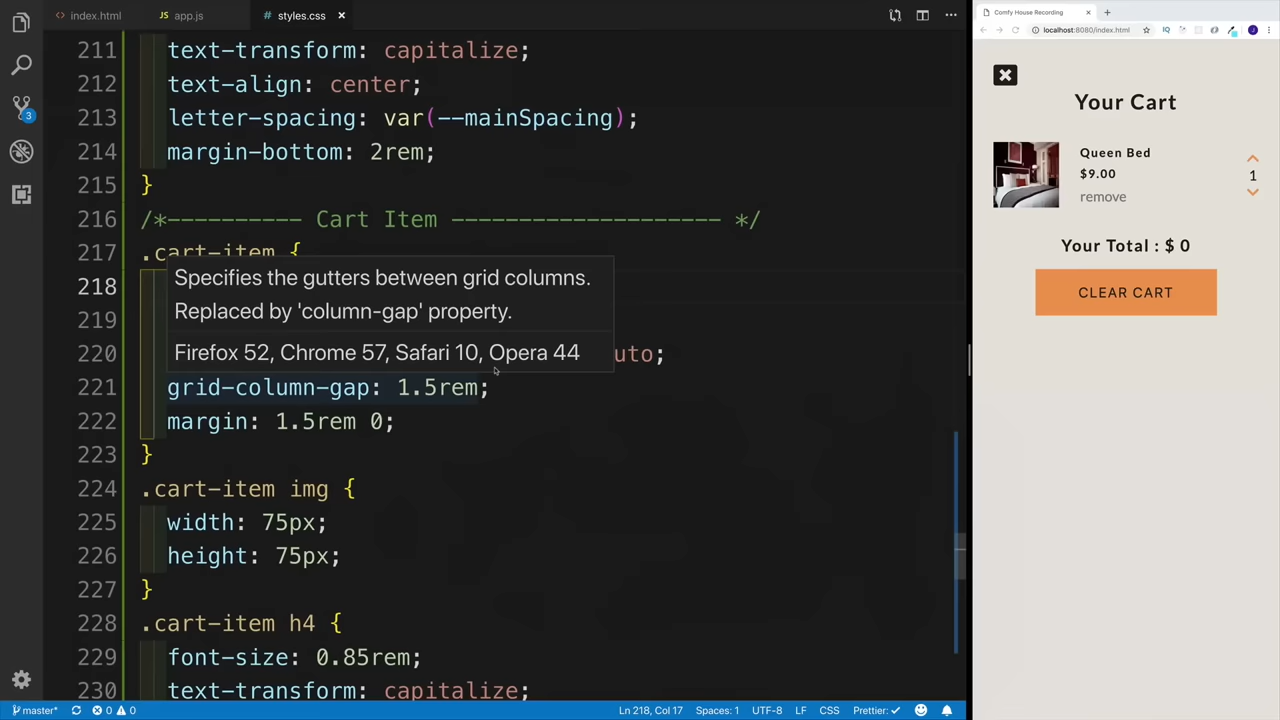 index.html
app.js
styles.css
211 text-transform: capitalize;
212 text-align: center;
213 letter-spacing: var(--mainSpacing);
214 margin-bottom: 2rem;
215 }
216 /*---------- Cart Item -------------------- */
217 .cart-item {
218
219
220 uto;
221 grid-column-gap: 1.5rem;
222 margin: 1.5rem 0;
223 }
224 .cart-item img {
225 width: 75px;
226 height: 75px;
227 }
228 .cart-item h4 {
229 font-size: 0.85rem;
230 text-transform: capitalize;
Specifies the gutters between grid columns.
Replaced by 'column-gap' property.
Firefox 52, Chrome 57, Safari 10, Opera 44
3
master*
0
0
Ln 218, Col 17
Spaces: 1
UTF-8
LF
CSS
Prettier: ✓
Comfy House Recording
localhost:8080/index.html
IQ
J
Your Cart
Queen Bed
$9.00
remove
1
Your Total : $ 0
CLEAR CART